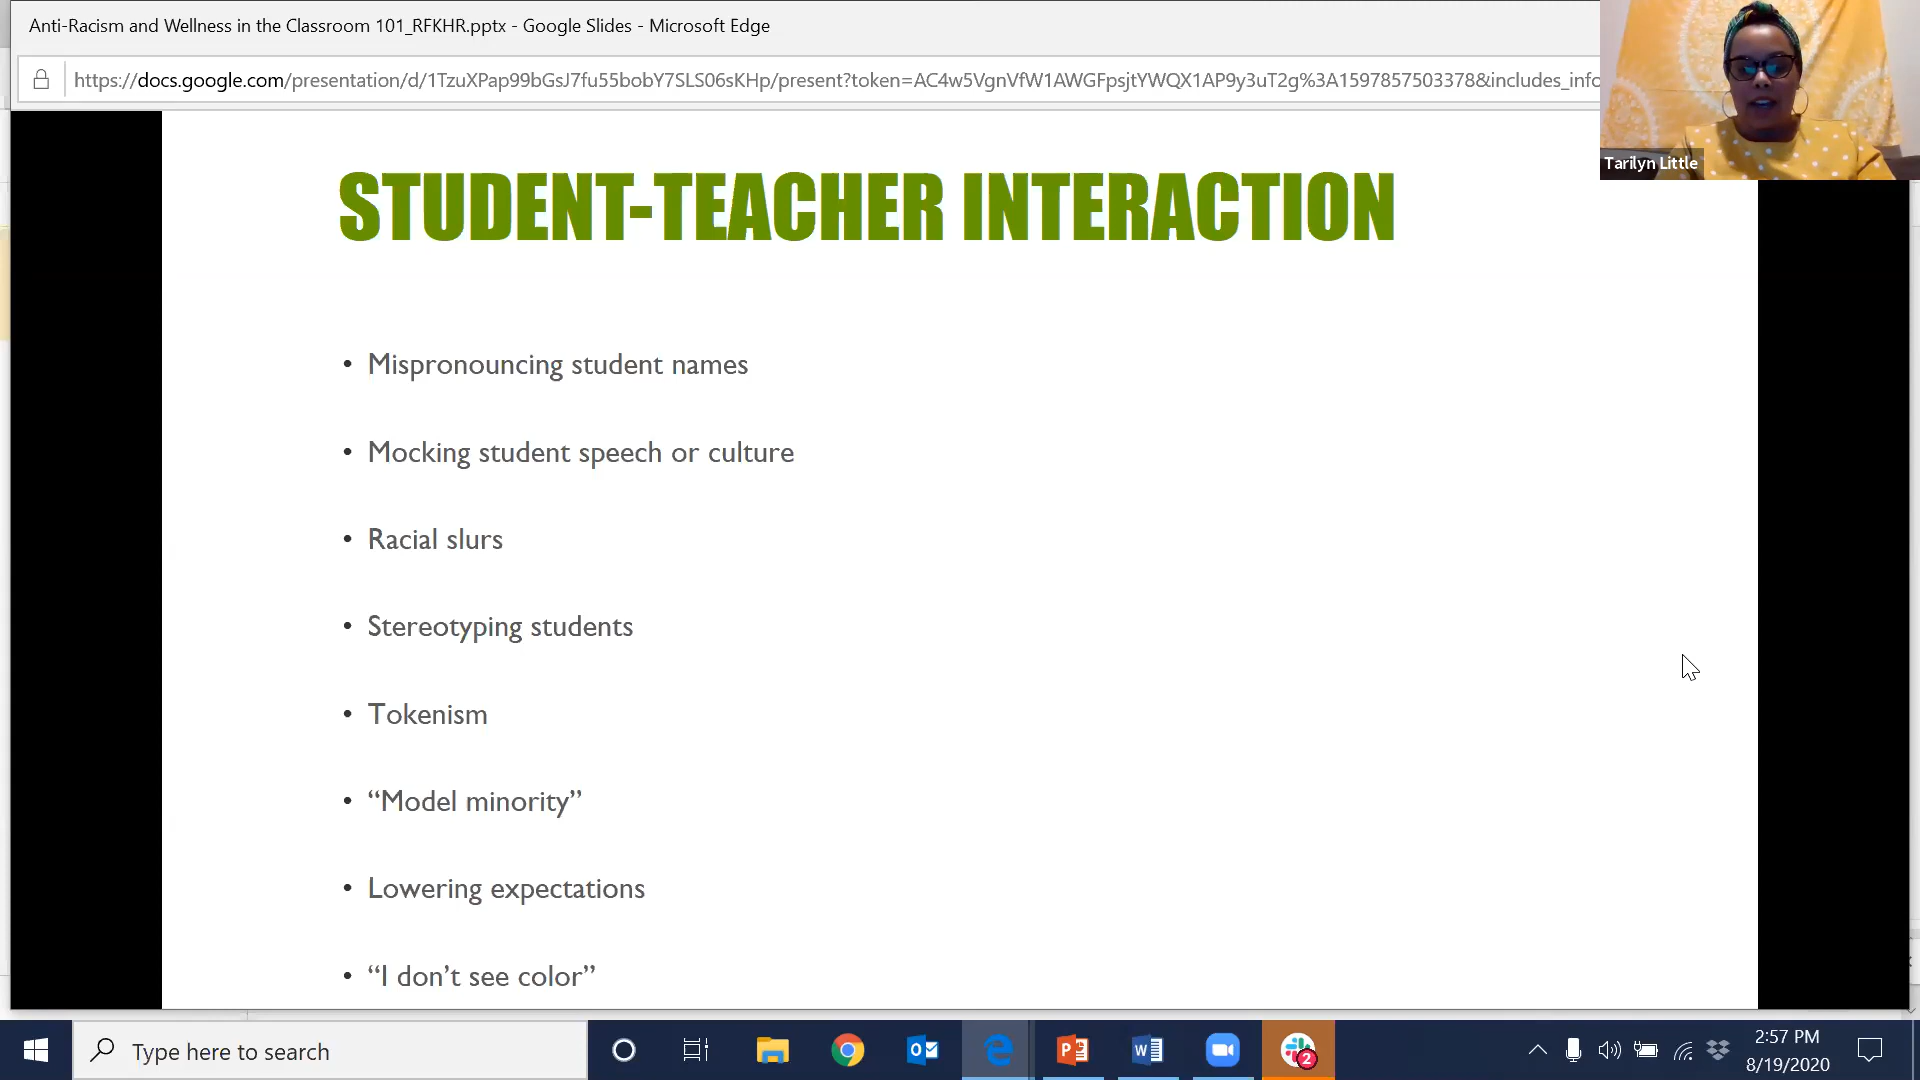 Anti-Racism and Wellness in the Classroom 101_RFKHR.pptx - Google Slides - Microsoft Edge
https://docs.google.com/presentation/d/1TzuXPap99bGsJ7fu55bobY7SLS06sKHp/present?token=AC4w5VgnVfW1AWGFpsjtYWQX1AP9y3uT2g%3A1597857503378&includes_info
Tarilyn Little
STUDENT-TEACHER INTERACTION
• Mispronouncing student names
• Mocking student speech or culture
• Racial slurs
• Stereotyping students
• Tokenism
• “Model minority”
• Lowering expectations
• “I don’t see color”
Type here to search
2
2:57 PM
8/19/2020